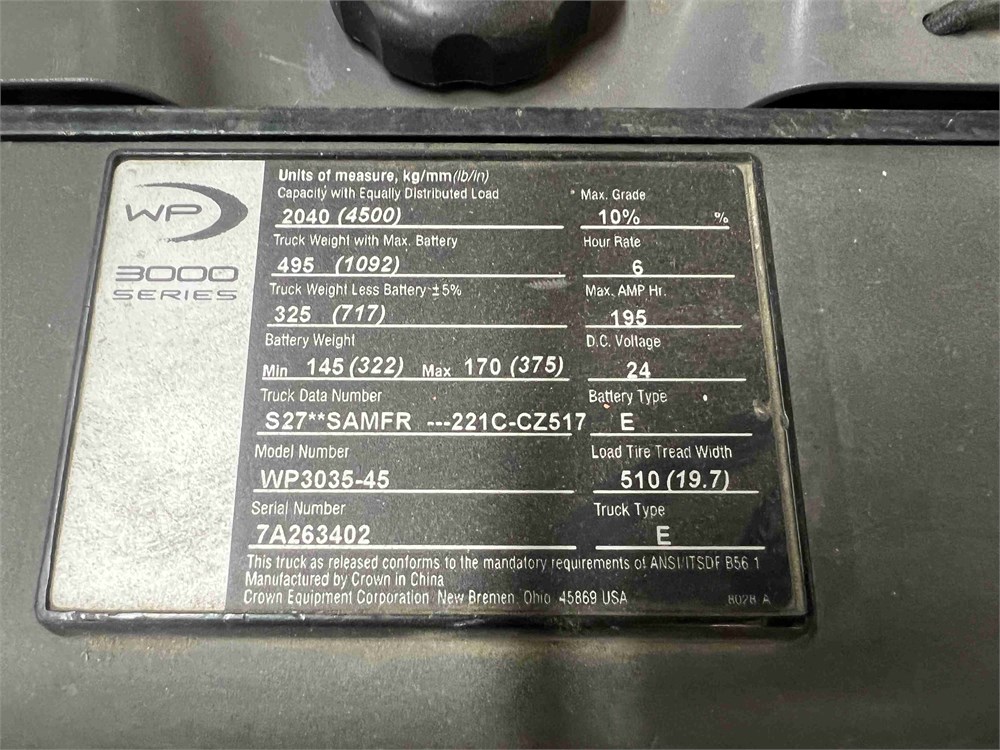 WP
3000
SERIES
Units of measure, kg/mm(lb/in)
Capacity with Equally Distributed Load
2040 (4500)
* Max. Grade
10% %
Truck Weight with Max. Battery
495 (1092)
Hour Rate
6
Truck Weight Less Battery ±5%
325 (717)
Max. AMP Hr.
195
Battery Weight
Min 145 (322) Max 170 (375)
D.C. Voltage
24
Truck Data Number
S27**SAMFR ---221C-CZ517
Battery Type
E
Model Number
WP3035-45
Load Tire Tread Width
510 (19.7)
Serial Number
7A263402
Truck Type
E
This truck as released conforms to the mandatory requirements of ANSI/ITSDF B56 1
Manufactured by Crown in China
Crown Equipment Corporation New Bremen, Ohio 45869 USA
8028 A